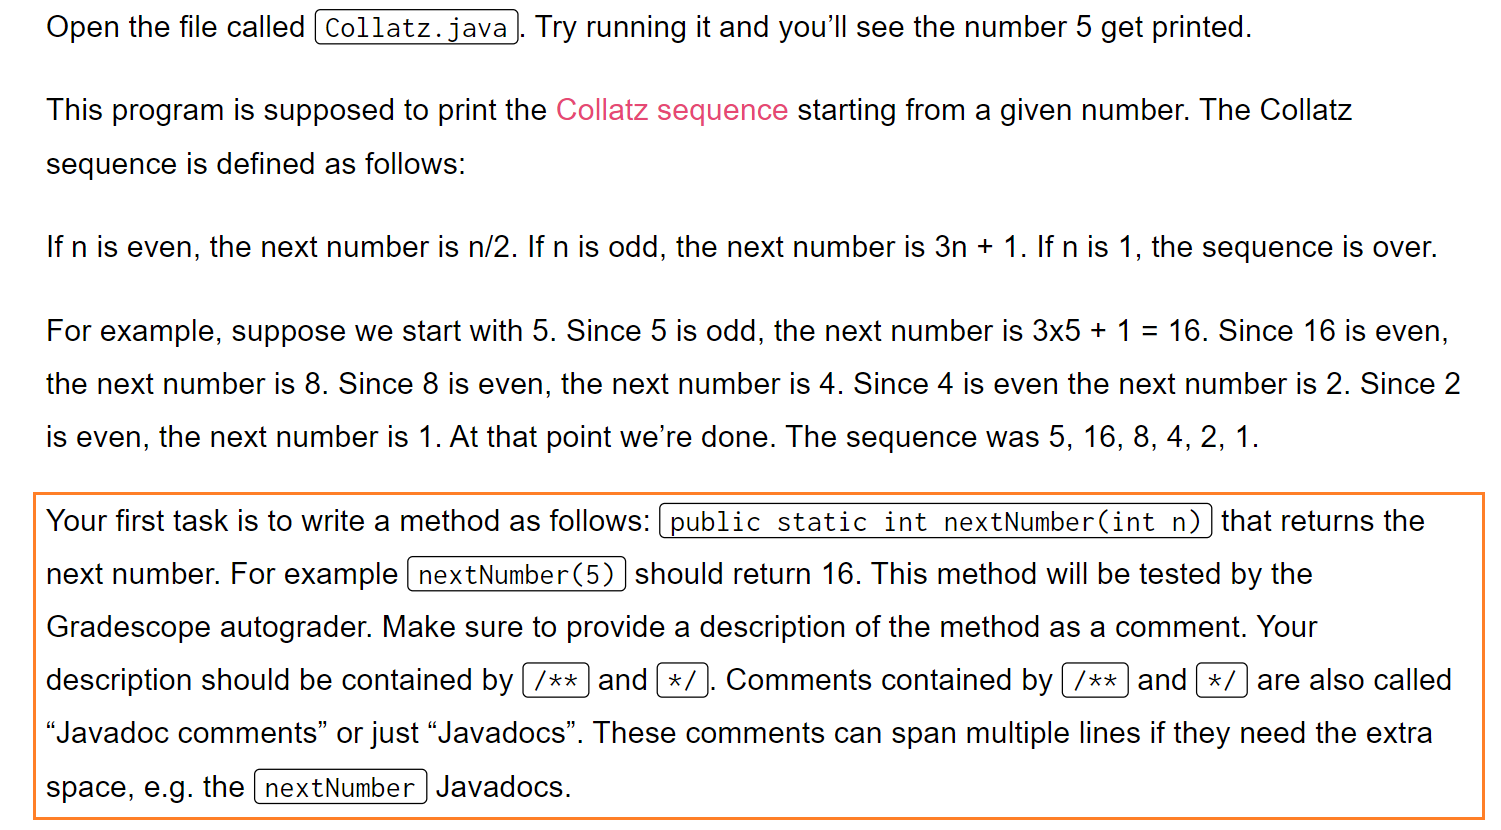 Open the file called Collatz.java. Try running it and you’ll see the number 5 get printed.
This program is supposed to print the Collatz sequence starting from a given number. The Collatz
sequence is defined as follows:
If n is even, the next number is n/2. If n is odd, the next number is 3n + 1. If n is 1, the sequence is over.
For example, suppose we start with 5. Since 5 is odd, the next number is 3x5 + 1 = 16. Since 16 is even,
the next number is 8. Since 8 is even, the next number is 4. Since 4 is even the next number is 2. Since 2
is even, the next number is 1. At that point we’re done. The sequence was 5, 16, 8, 4, 2, 1.
Your first task is to write a method as follows: public static int nextNumber(int n) that returns the
next number. For example nextNumber(5) should return 16. This method will be tested by the
Gradescope autograder. Make sure to provide a description of the method as a comment. Your
description should be contained by /** and */. Comments contained by /** and */ are also called
“Javadoc comments” or just “Javadocs”. These comments can span multiple lines if they need the extra
space, e.g. the nextNumber Javadocs.